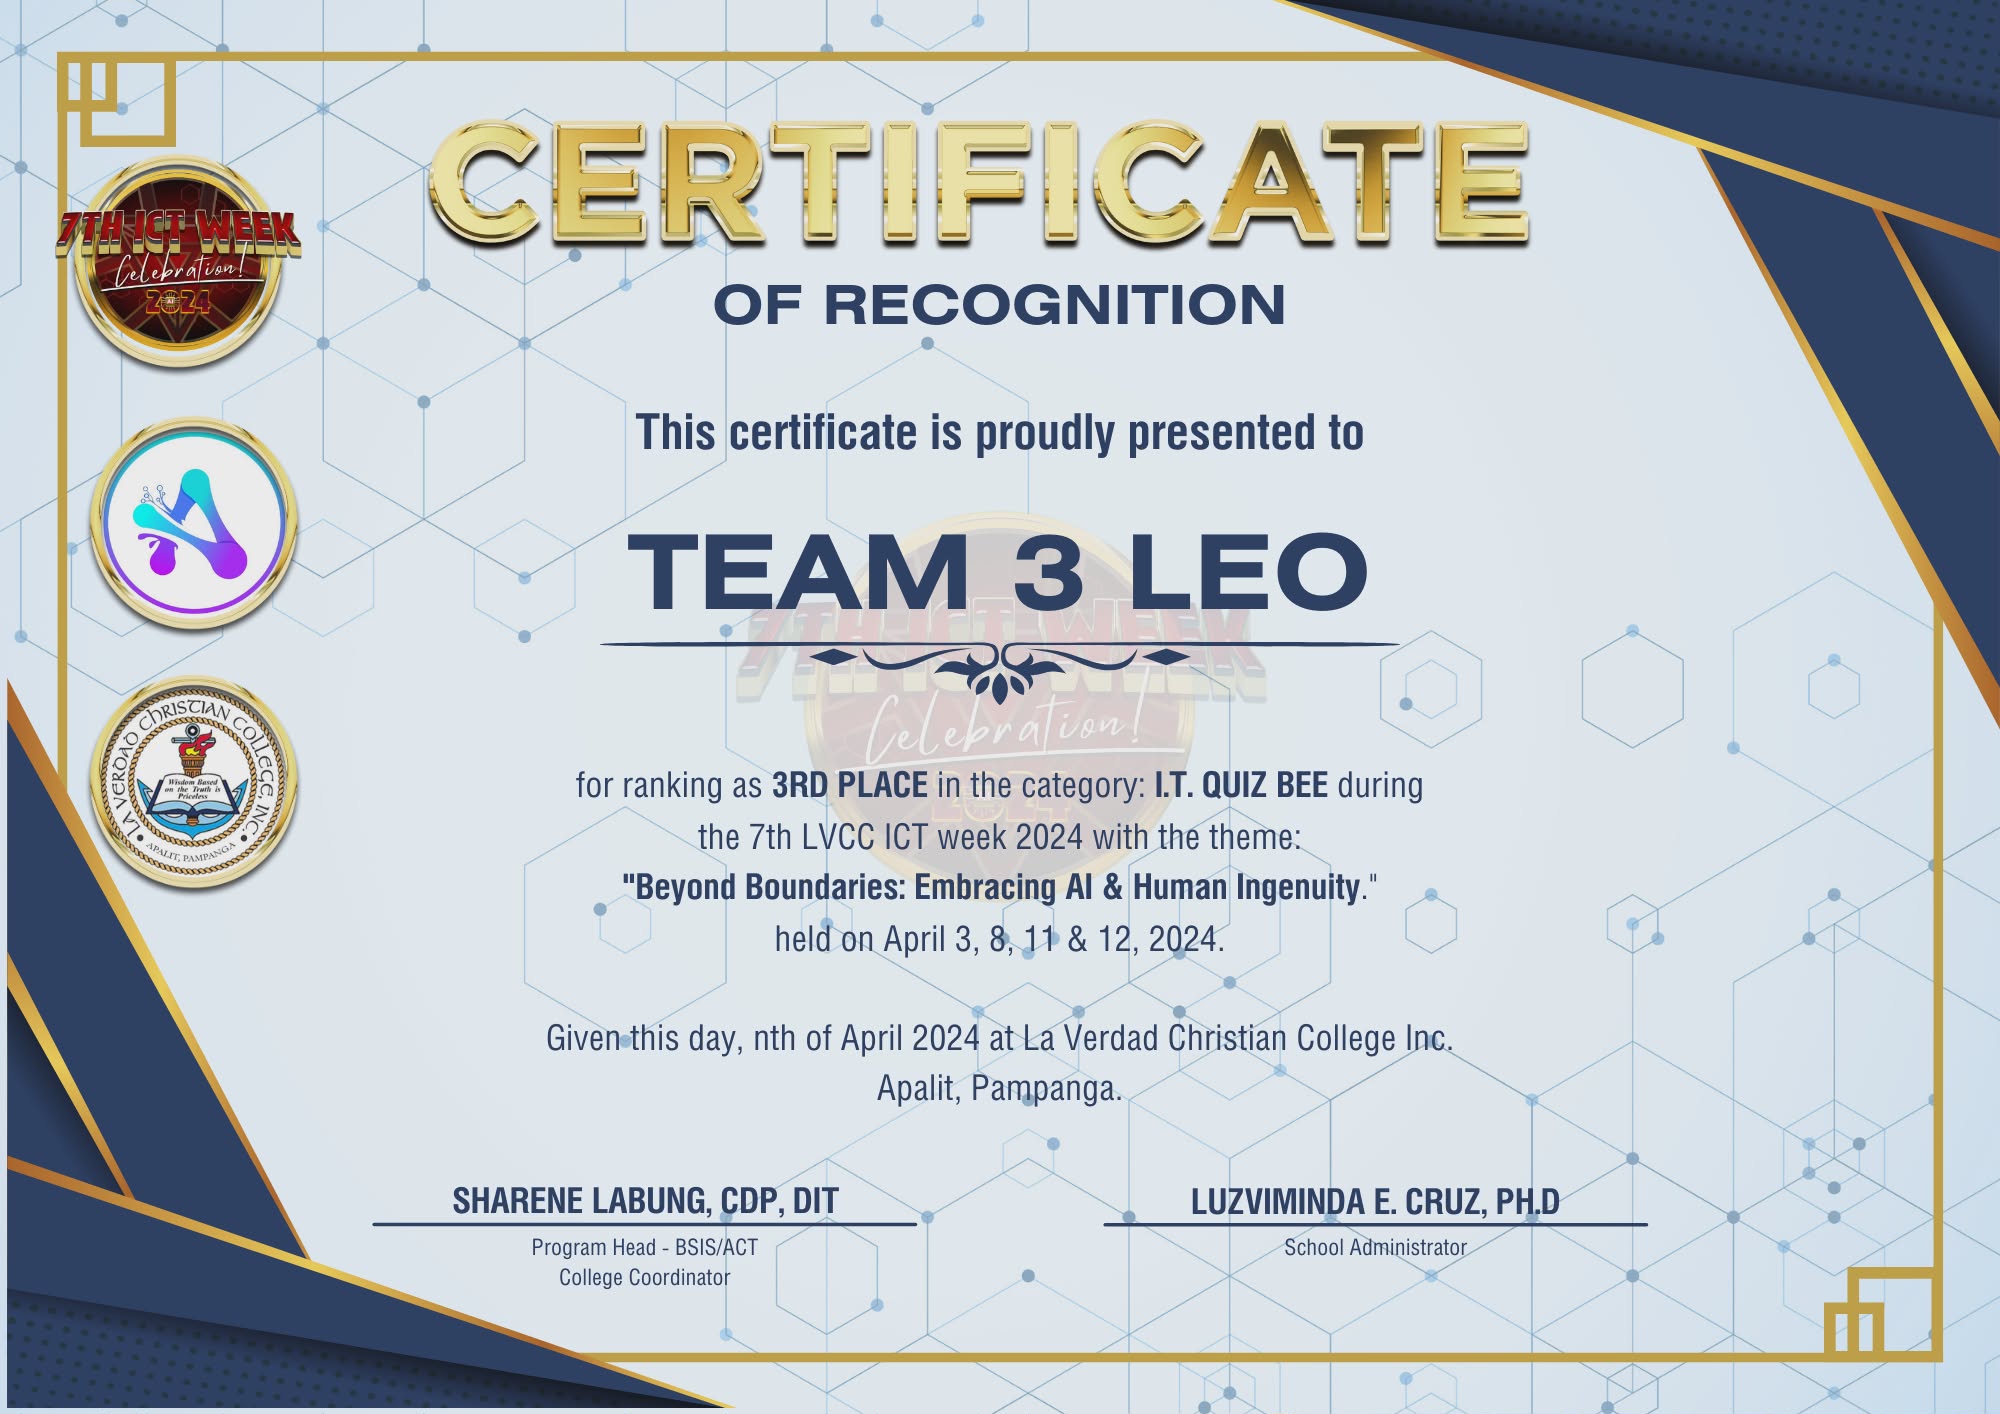 CERTIFICATE
OF RECOGNITION
7TH ICT WEEK
Celebration!
2024
This certificate is proudly presented to
TEAM 3 LEO
7TH ICT WEEK
Celebration!
2024
LA VERDAD CHRISTIAN COLLEGE, INC.
Wisdom Based
on the Truth is
Priceless
APALIT, PAMPANGA
for ranking as 3RD PLACE in the category: I.T. QUIZ BEE during
the 7th LVCC ICT week 2024 with the theme:
"Beyond Boundaries: Embracing AI & Human Ingenuity."
held on April 3, 8, 11 & 12, 2024.
Given this day, nth of April 2024 at La Verdad Christian College Inc.
Apalit, Pampanga.
SHARENE LABUNG, CDP, DIT
Program Head - BSIS/ACT
College Coordinator
LUZVIMINDA E. CRUZ, PH.D
School Administrator